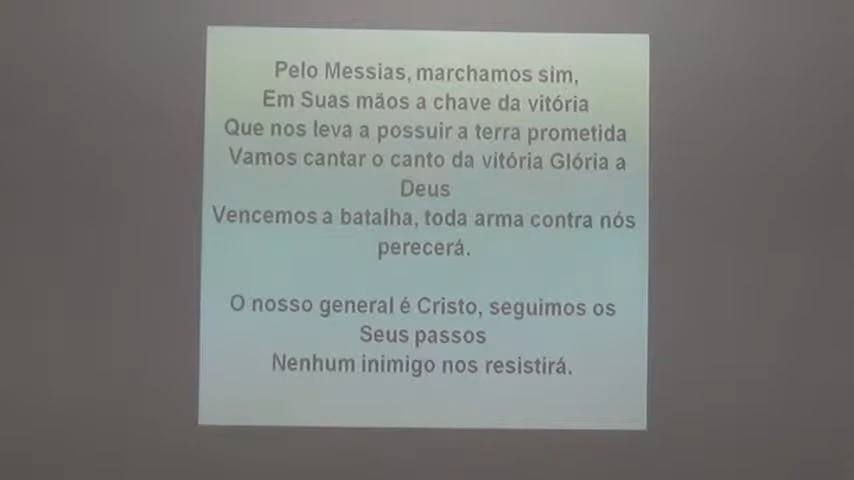 Pelo Messias, marchamos sim,
Em Suas mãos a chave da vitória
Que nos leva a possuir a terra prometida
Vamos cantar o canto da vitória Glória a
Deus
Vencemos a batalha, toda arma contra nós
perecerá.
O nosso general é Cristo, seguimos os
Seus passos
Nenhum inimigo nos resistirá.